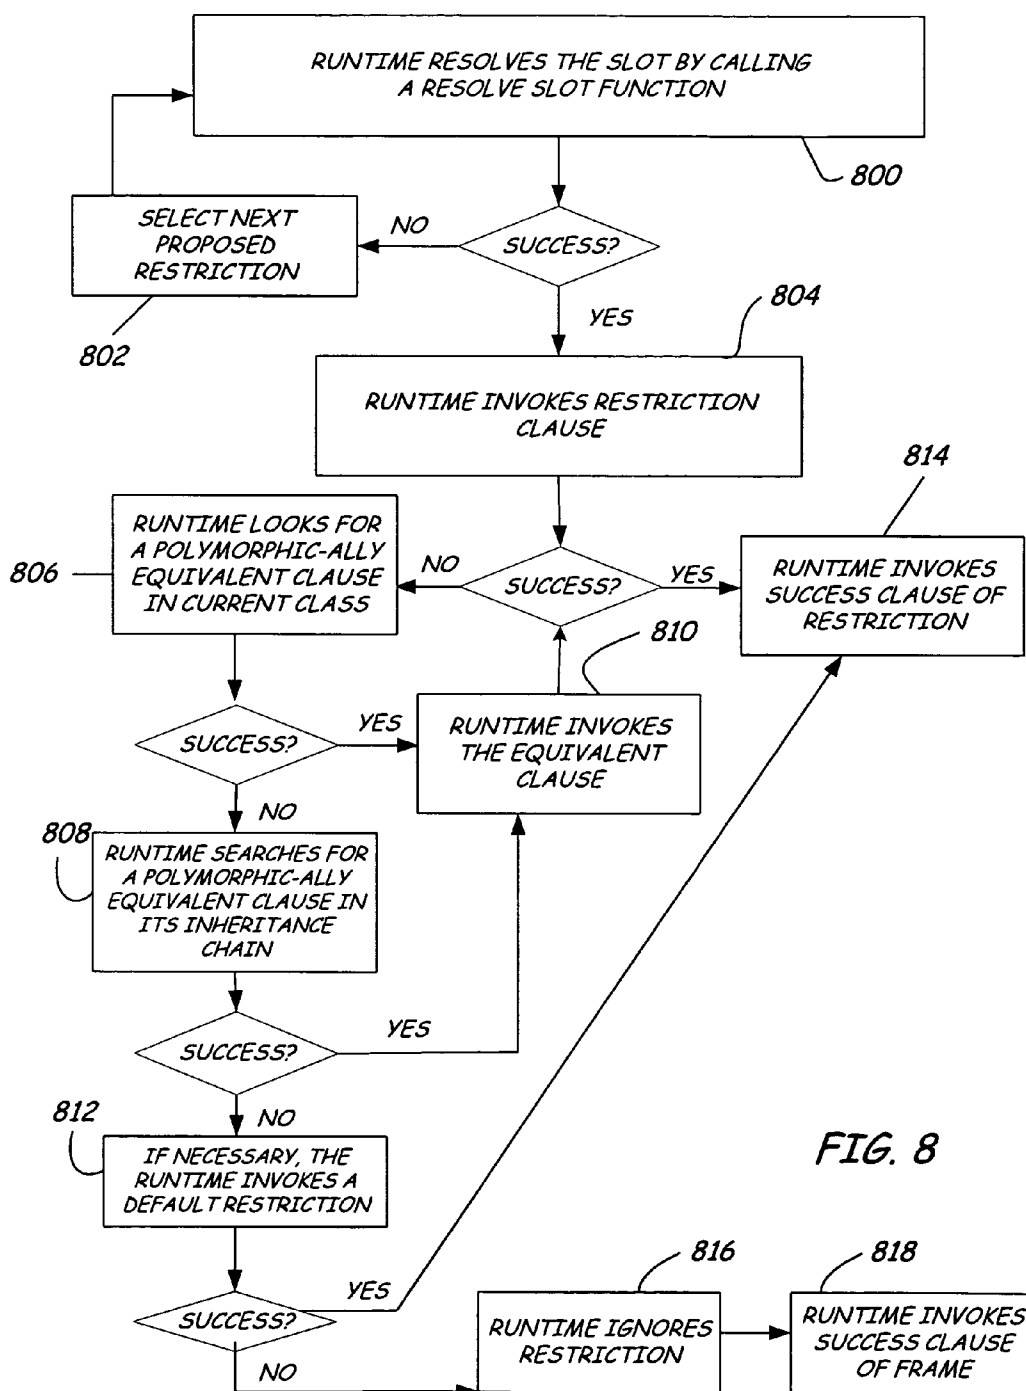 RUNTIME RESOLVES THE SLOT BY CALLING
A RESOLVE SLOT FUNCTION
800
SELECT NEXT
PROPOSED
RESTRICTION
NO
SUCCESS?
802
YES
804
RUNTIME INVOKES RESTRICTION
CLAUSE
814
RUNTIME LOOKS FOR
A POLYMORPHIC-ALLY
EQUIVALENT CLAUSE
IN CURRENT CLASS
806
NO
SUCCESS?
YES
RUNTIME INVOKES
SUCCESS CLAUSE OF
RESTRICTION
810
SUCCESS?
YES
RUNTIME INVOKES
THE EQUIVALENT
CLAUSE
NO
808
RUNTIME SEARCHES FOR
A POLYMORPHIC-ALLY
EQUIVALENT CLAUSE IN
ITS INHERITANCE
CHAIN
SUCCESS?
YES
NO
812
IF NECESSARY, THE
RUNTIME INVOKES A
DEFAULT RESTRICTION
FIG. 8
SUCCESS?
YES
NO
816
RUNTIME IGNORES
RESTRICTION
818
RUNTIME INVOKES
SUCCESS CLAUSE
OF FRAME